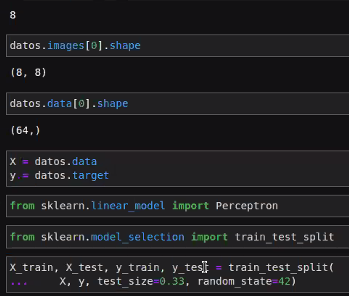 8
datos.images[0].shape
(8, 8)
datos.data[0].shape
(64,)
X = datos.data
y = datos.target
from sklearn.linear_model import Perceptron
from sklearn.model_selection import train_test_split
X_train, X_test, y_train, y_test = train_test_split(
... X, y, test_size=0.33, random_state=42)